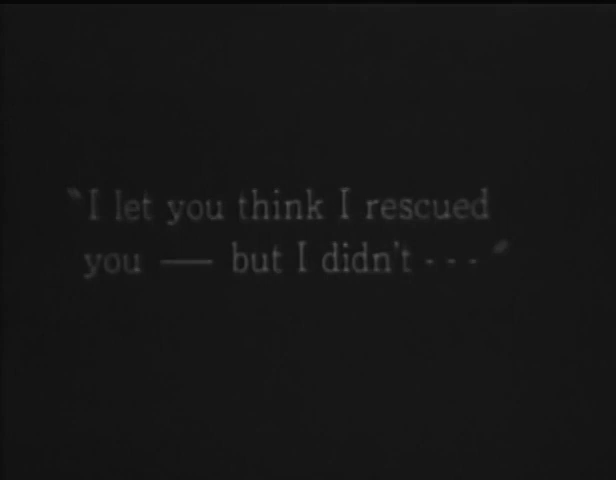 "I let you think I rescued
you — but I didn't - - - "